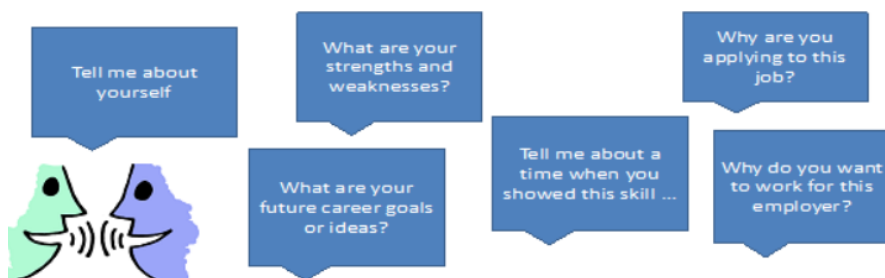 Tell me about
yourself
What are your
strengths and
weaknesses?
Why are you
applying to this
job?
What are your
future career goals
or ideas?
Tell me about a
time when you
showed this skill ...
Why do you want
to work for this
employer?